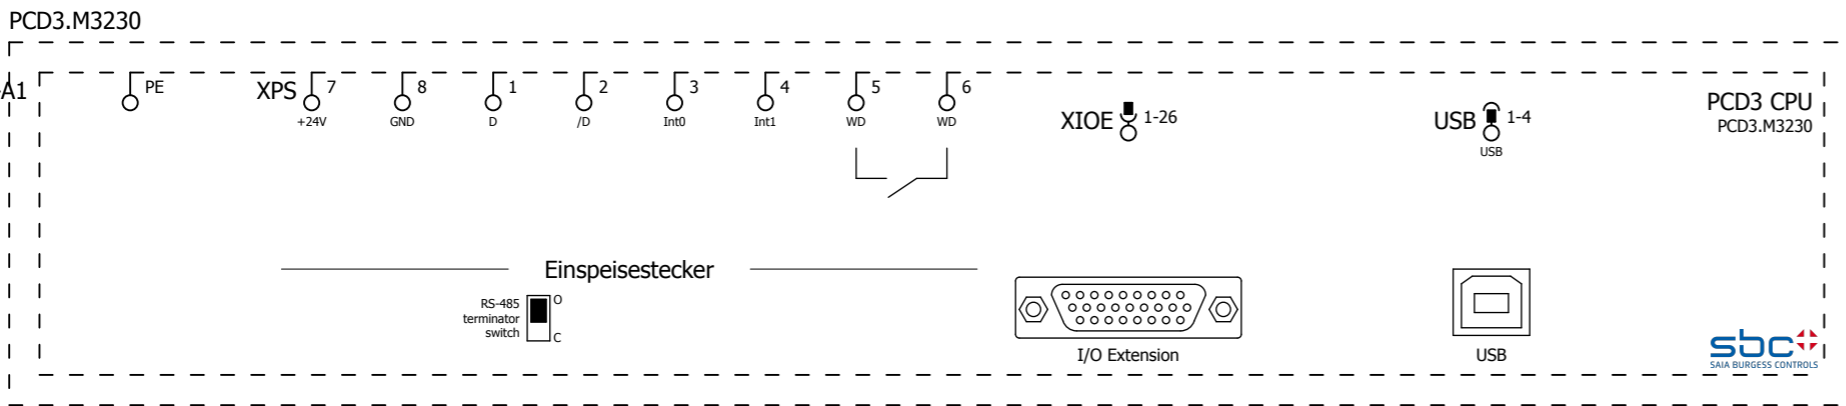 PCD3.M3230
-A1
PE
XPS
7
8
1
2
3
4
5
6
+24V
GND
D
/D
Int0
Int1
WD
WD
XIOE
1-26
USB
1-4
USB
PCD3 CPU
PCD3.M3230
Einspeisestecker
RS-485
terminator
switch
O
C
I/O Extension
USB
sbc
SAIA BURGESS CONTROLS